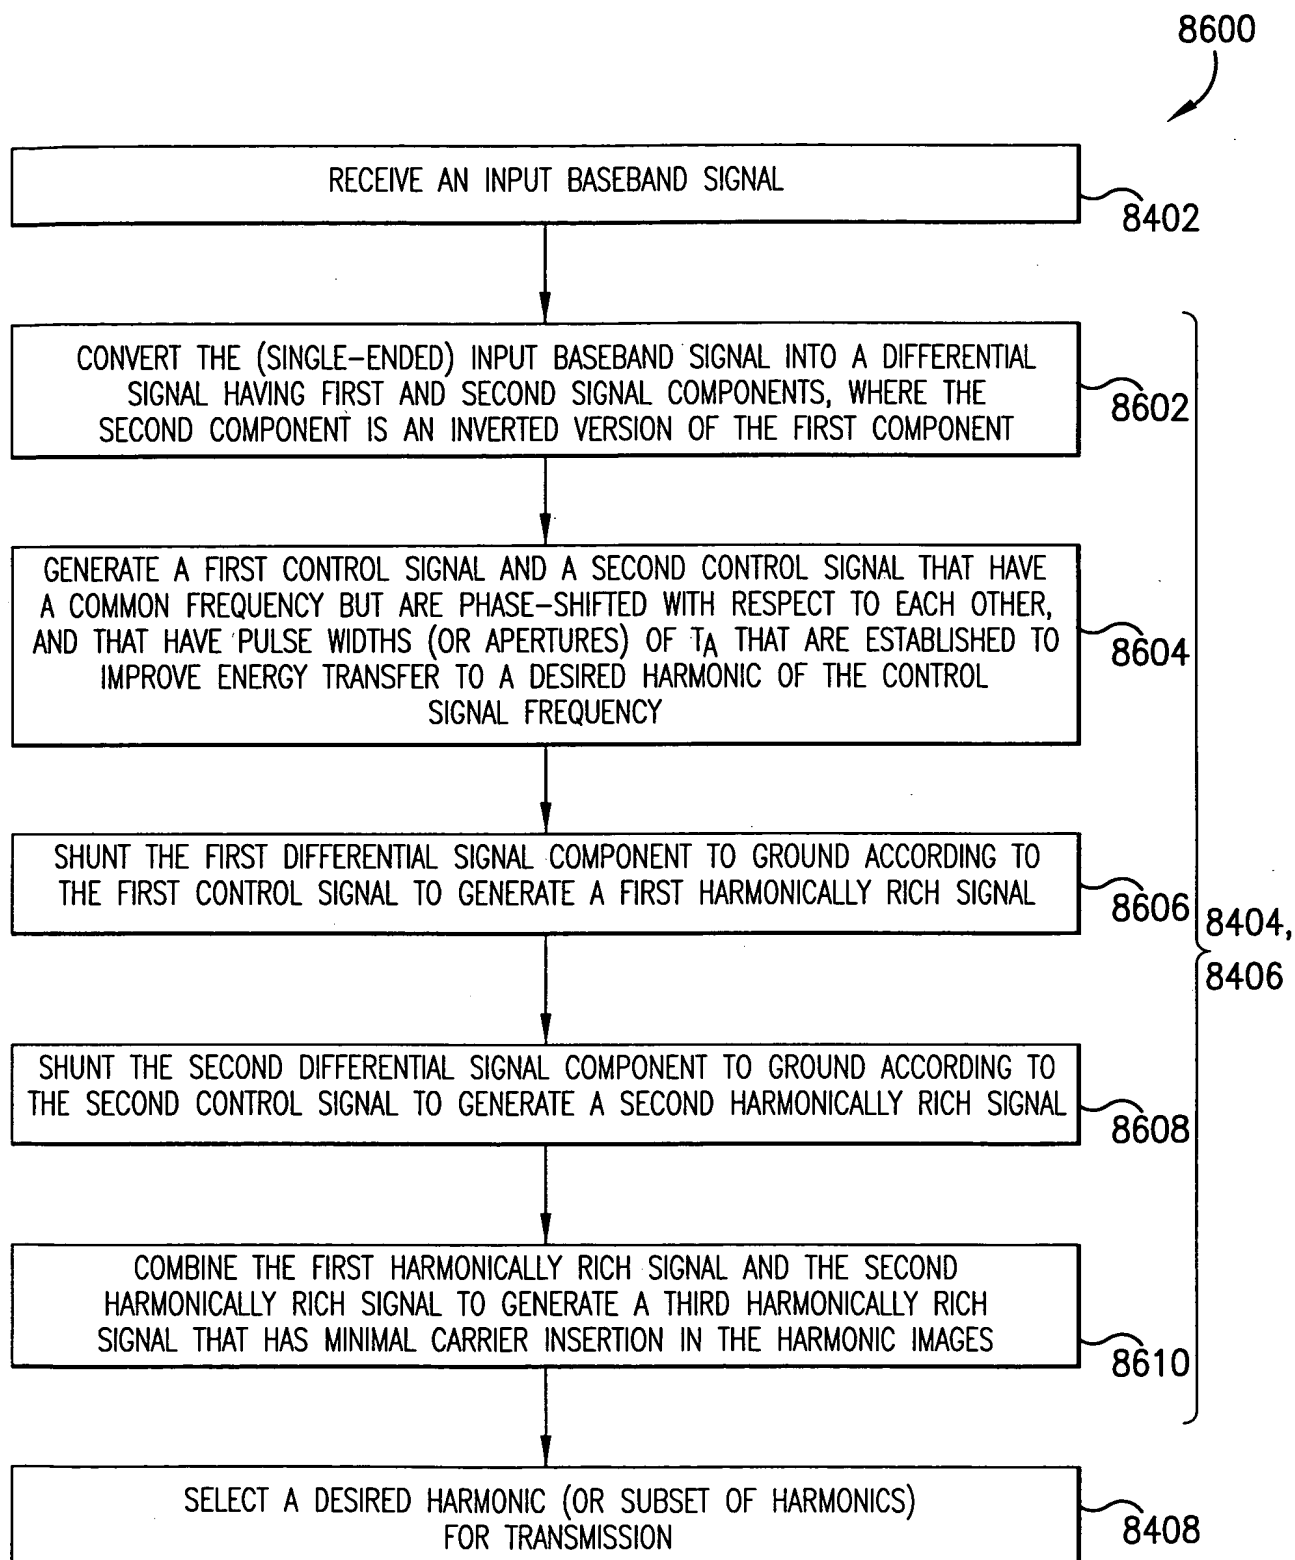 8600
RECEIVE AN INPUT BASEBAND SIGNAL
8402
CONVERT THE (SINGLE-ENDED) INPUT BASEBAND SIGNAL INTO A DIFFERENTIAL
SIGNAL HAVING FIRST AND SECOND SIGNAL COMPONENTS, WHERE THE
SECOND COMPONENT IS AN INVERTED VERSION OF THE FIRST COMPONENT
8602
GENERATE A FIRST CONTROL SIGNAL AND A SECOND CONTROL SIGNAL THAT HAVE
A COMMON FREQUENCY BUT ARE PHASE-SHIFTED WITH RESPECT TO EACH OTHER,
AND THAT HAVE PULSE WIDTHS (OR APERTURES) OF TA THAT ARE ESTABLISHED TO
IMPROVE ENERGY TRANSFER TO A DESIRED HARMONIC OF THE CONTROL
SIGNAL FREQUENCY
8604
SHUNT THE FIRST DIFFERENTIAL SIGNAL COMPONENT TO GROUND ACCORDING TO
THE FIRST CONTROL SIGNAL TO GENERATE A FIRST HARMONICALLY RICH SIGNAL
8606
8404,
8406
SHUNT THE SECOND DIFFERENTIAL SIGNAL COMPONENT TO GROUND ACCORDING TO
THE SECOND CONTROL SIGNAL TO GENERATE A SECOND HARMONICALLY RICH SIGNAL
8608
COMBINE THE FIRST HARMONICALLY RICH SIGNAL AND THE SECOND
HARMONICALLY RICH SIGNAL TO GENERATE A THIRD HARMONICALLY RICH
SIGNAL THAT HAS MINIMAL CARRIER INSERTION IN THE HARMONIC IMAGES
8610
SELECT A DESIRED HARMONIC (OR SUBSET OF HARMONICS)
FOR TRANSMISSION
8408